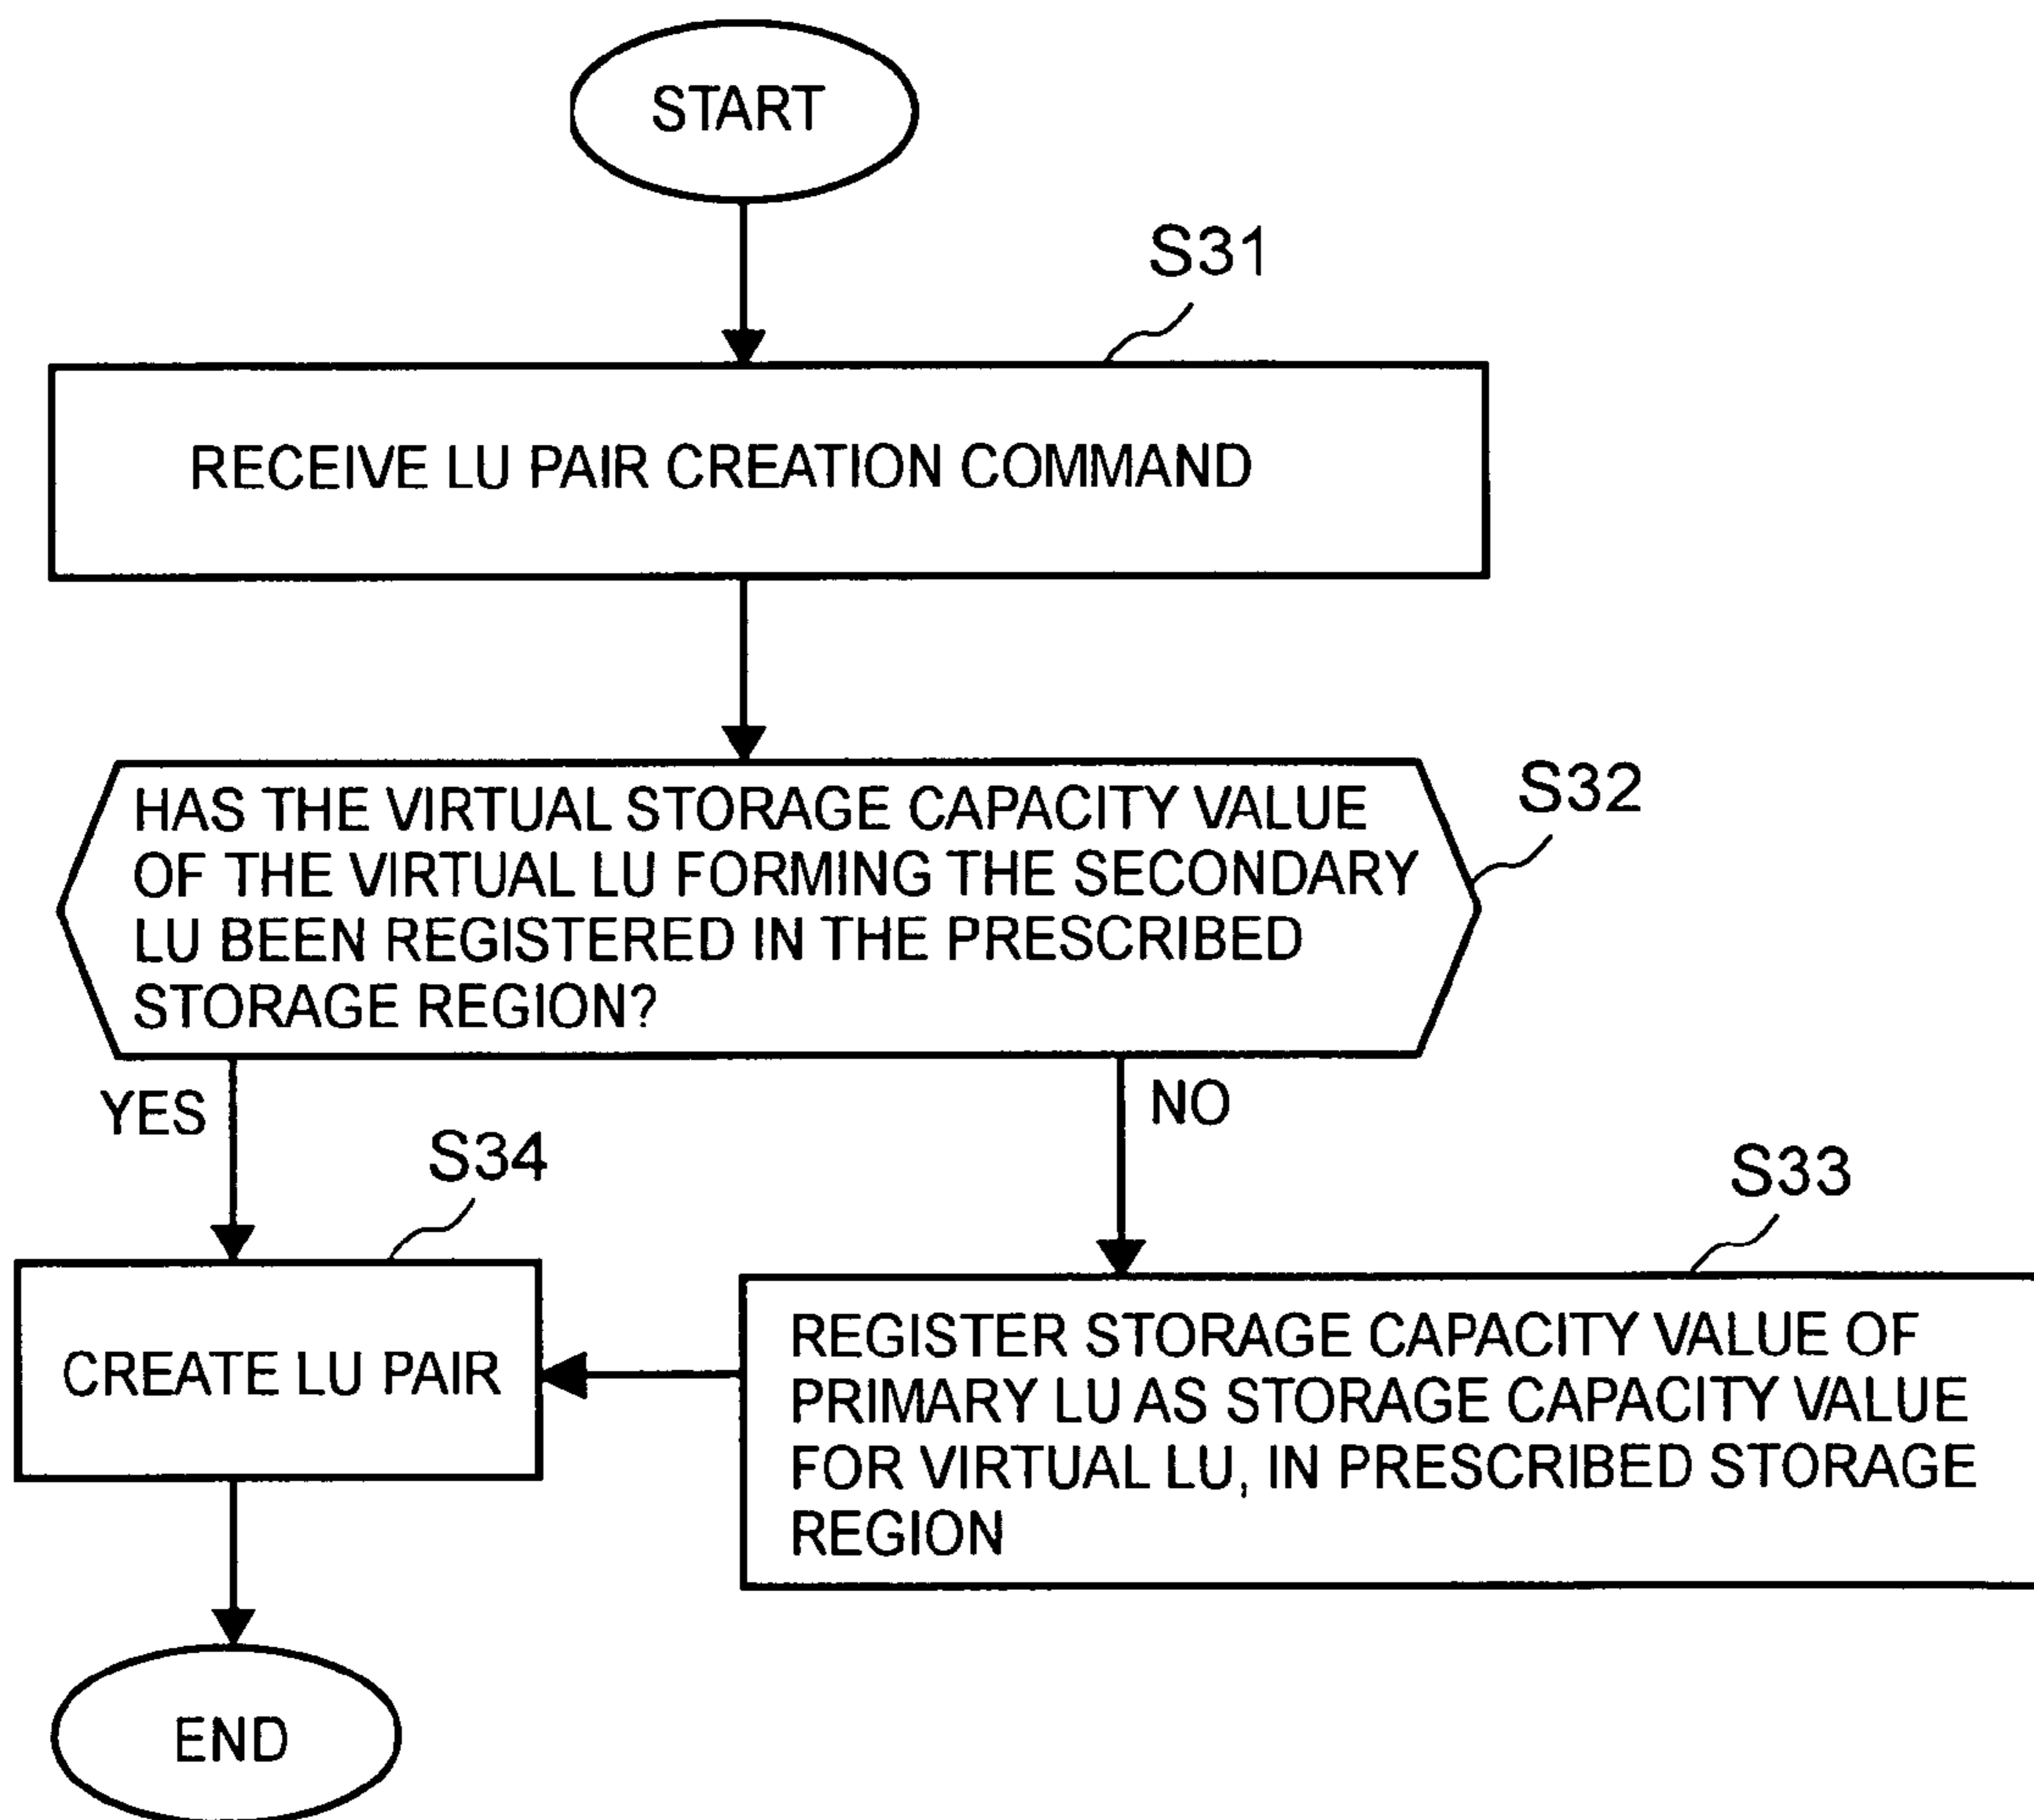 START
S31
RECEIVE LU PAIR CREATION COMMAND
S32
HAS THE VIRTUAL STORAGE CAPACITY VALUE
OF THE VIRTUAL LU FORMING THE SECONDARY
LU BEEN REGISTERED IN THE PRESCRIBED
STORAGE REGION?
YES
NO
S34
S33
CREATE LU PAIR
REGISTER STORAGE CAPACITY VALUE OF
PRIMARY LU AS STORAGE CAPACITY VALUE
FOR VIRTUAL LU, IN PRESCRIBED STORAGE
REGION
END